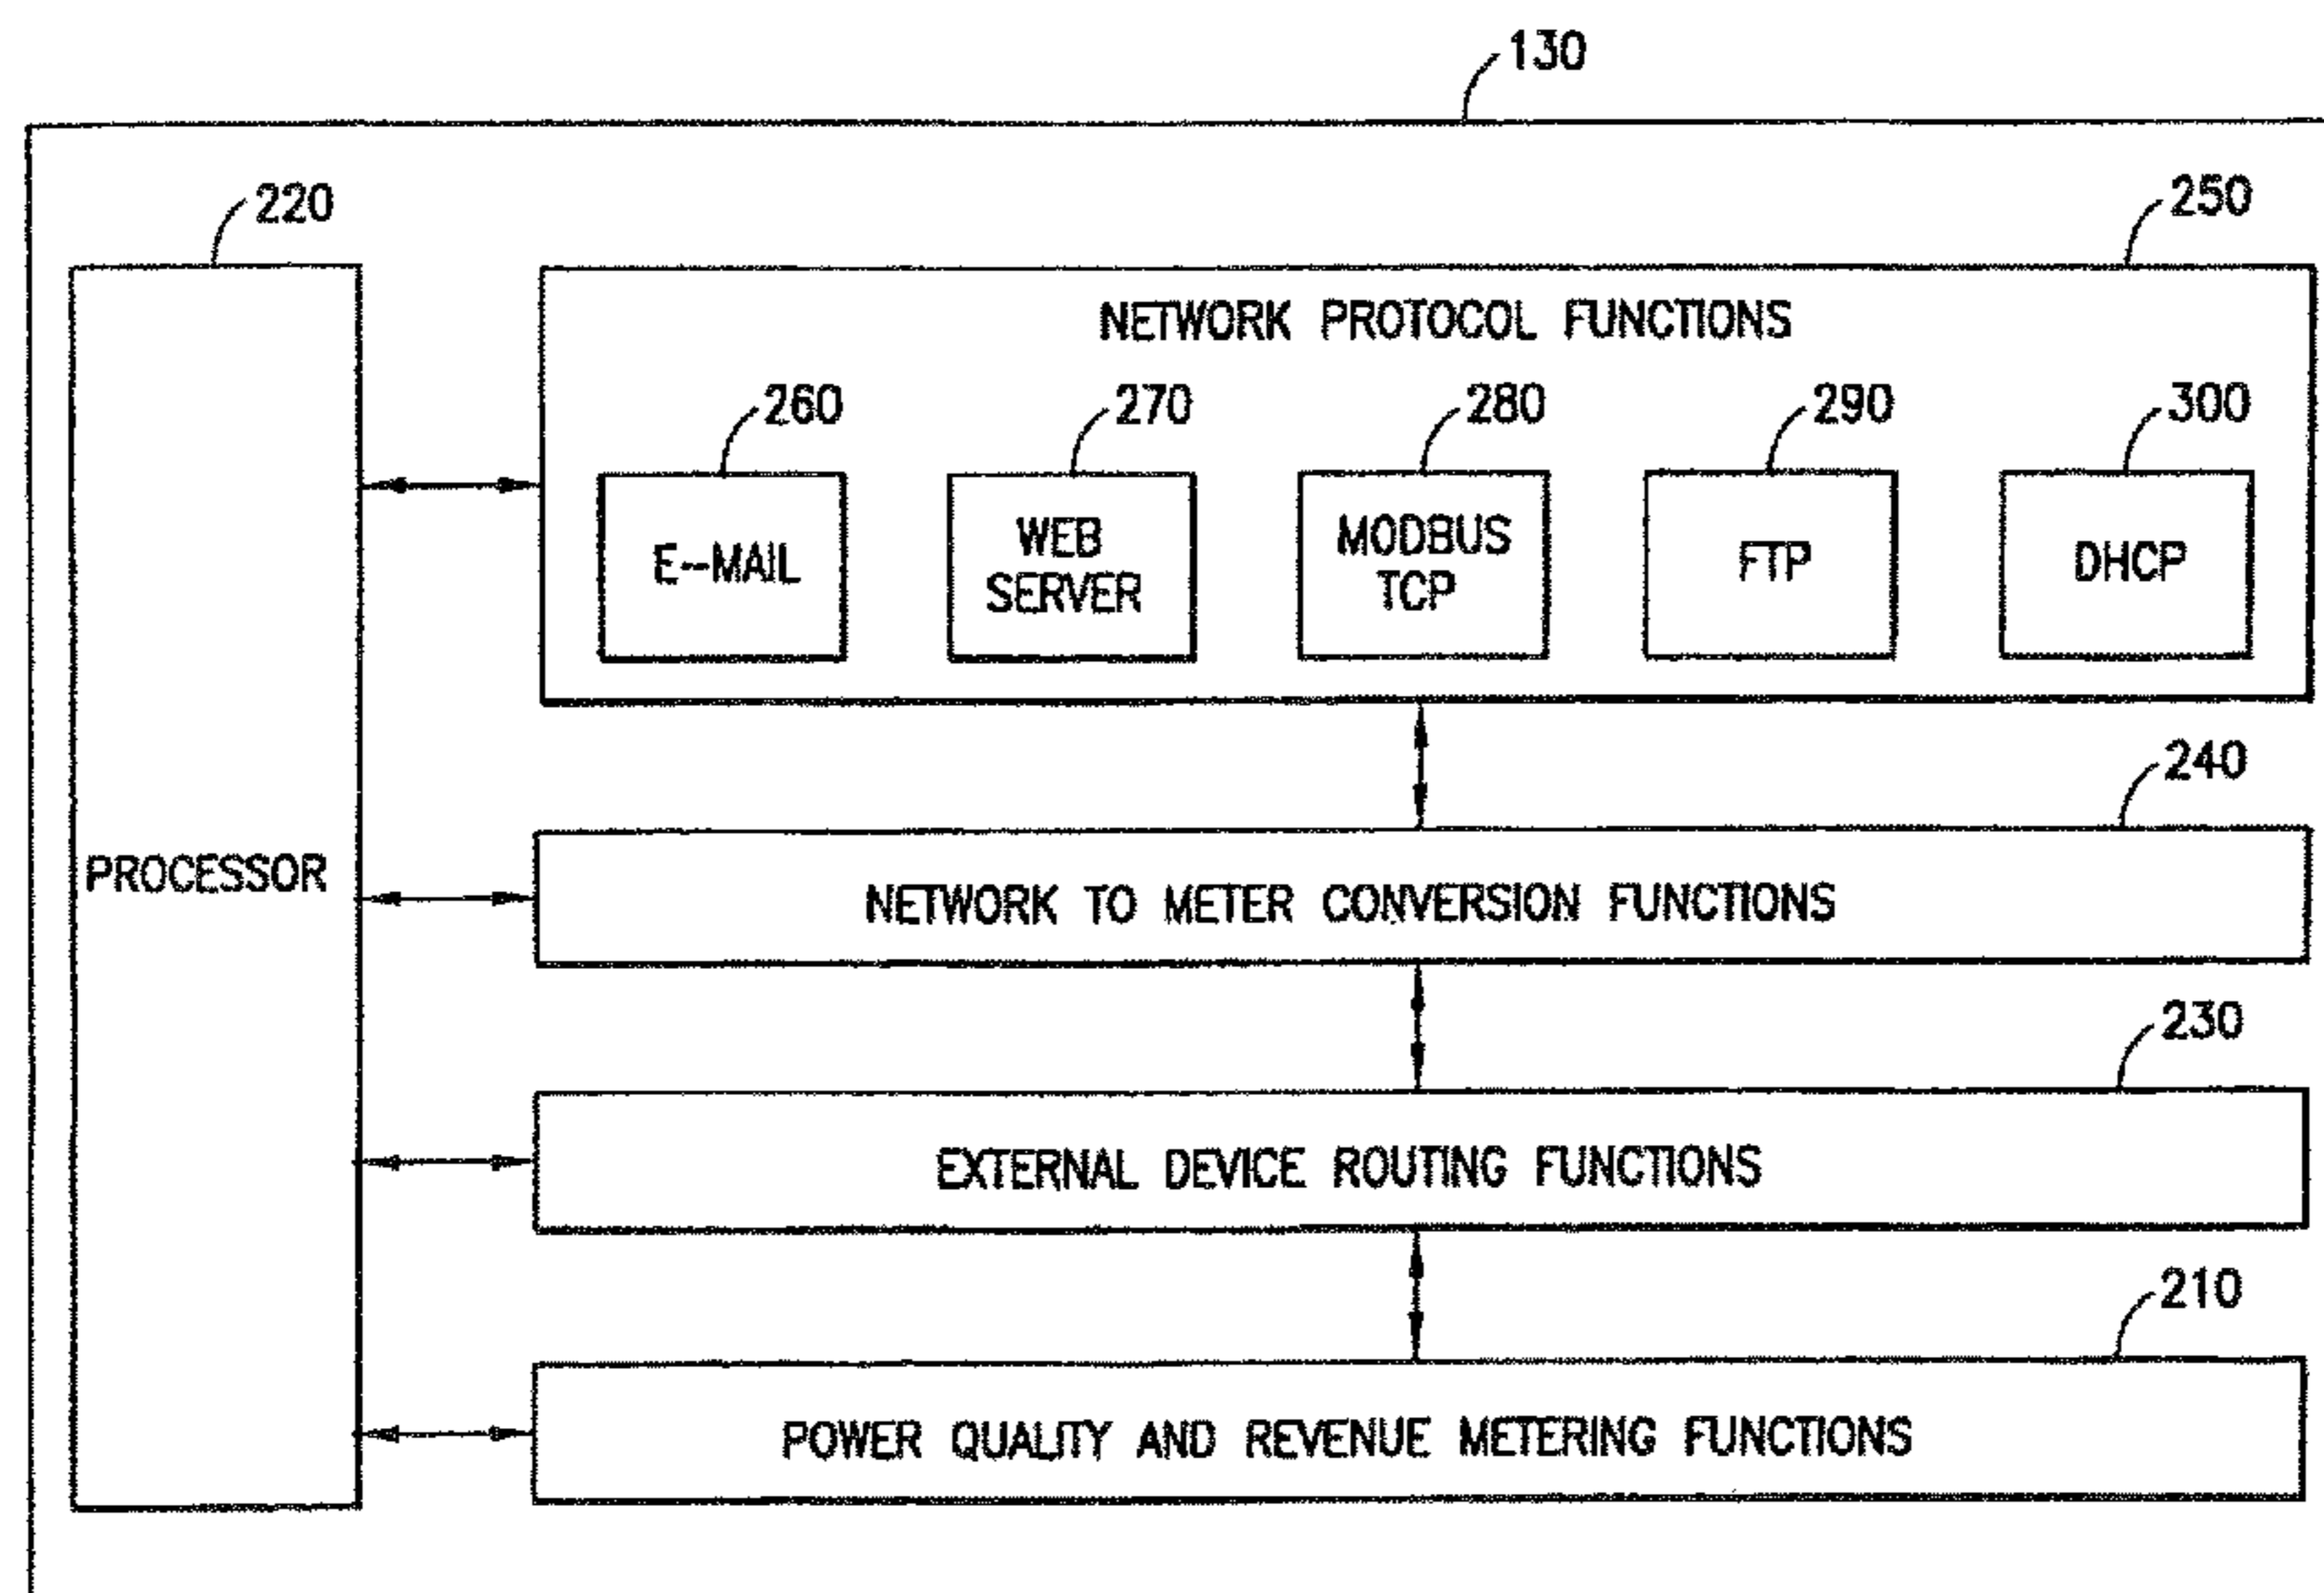 130
220
250
NETWORK PROTOCOL FUNCTIONS
260
270
280
290
300
E-MAIL
WEB
SERVER
MODBUS
TCP
FTP
DHCP
240
PROCESSOR
NETWORK TO METER CONVERSION FUNCTIONS
230
EXTERNAL DEVICE ROUTING FUNCTIONS
210
POWER QUALITY AND REVENUE METERING FUNCTIONS